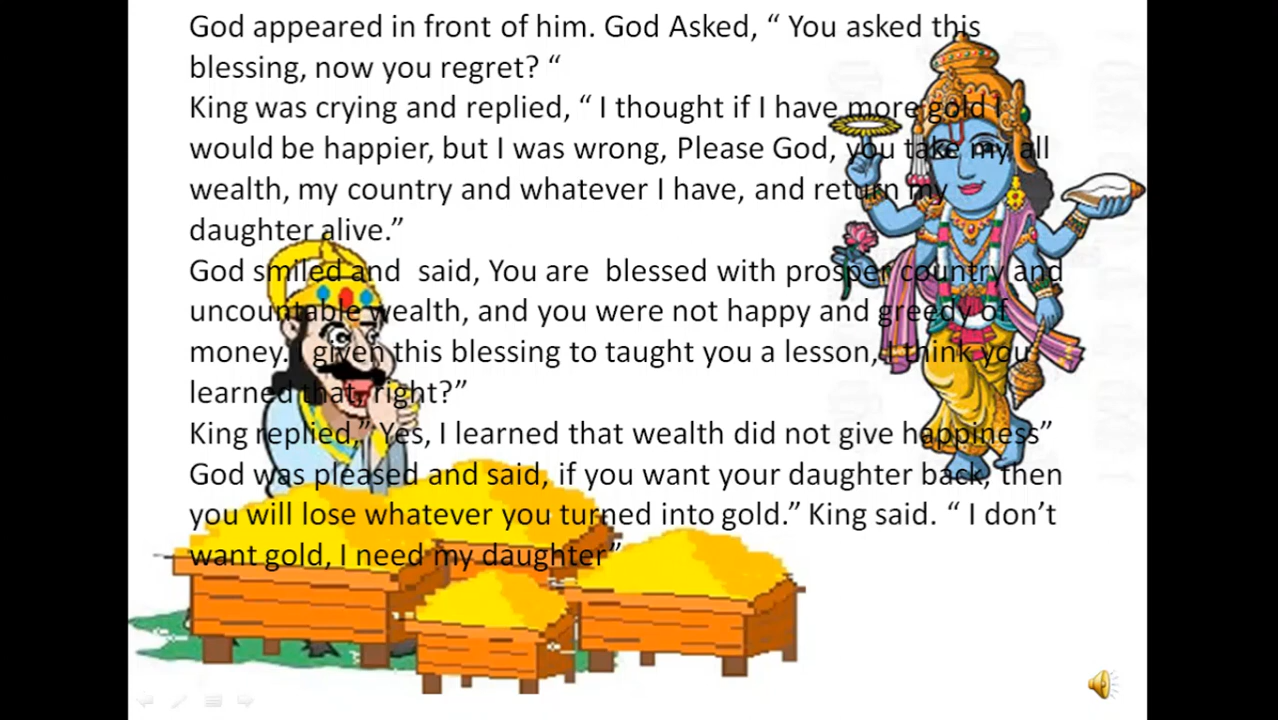 God appeared in front of him. God Asked, “ You asked this
blessing, now you regret? “
King was crying and replied, “ I thought if I have more gold I
would be happier, but I was wrong, Please God, you take my all
wealth, my country and whatever I have, and return my
daughter alive.”
God smiled and  said, You are  blessed with prosper country and
uncountable wealth, and you were not happy and greedy of
money. I given this blessing to taught you a lesson, I think you
learned that, right?”
King replied,” Yes, I learned that wealth did not give happiness”
God was pleased and said, if you want your daughter back, then
you will lose whatever you turned into gold.” King said. “ I don’t
want gold, I need my daughter”